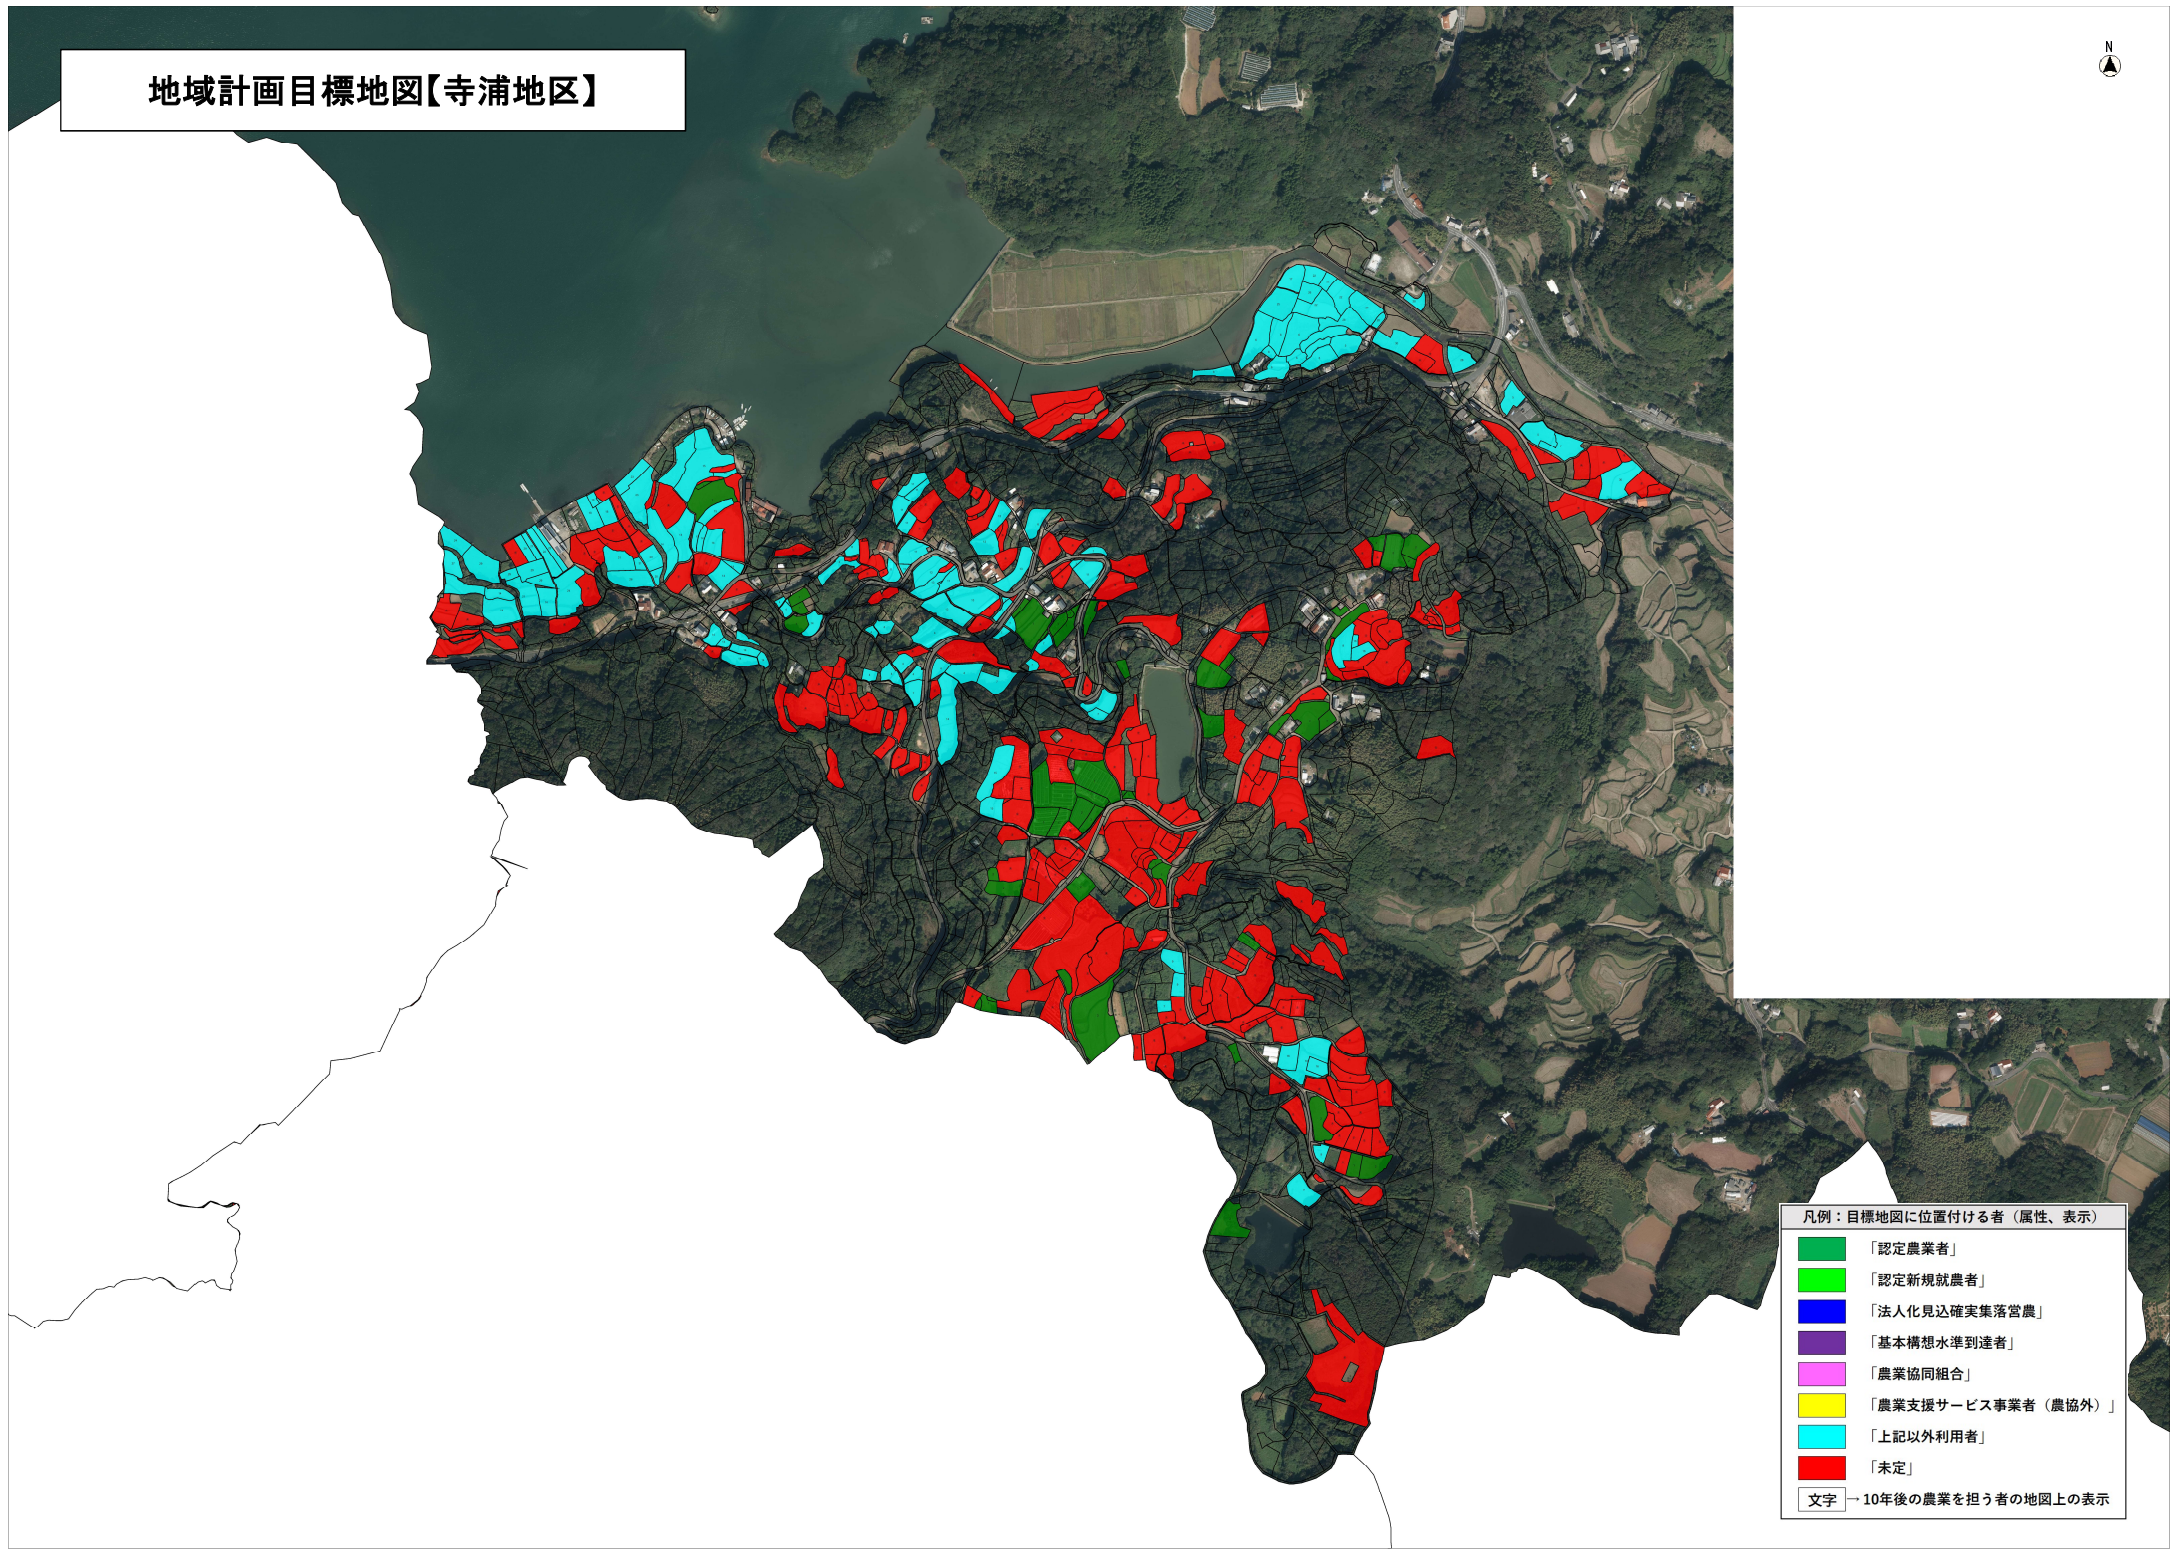 地域計画目標地図【寺浦地区】
N
凡例：目標地図に位置付ける者（属性、表示）
「認定農業者」
「認定新規就農者」
「法人化見込確実集落営農」
「基本構想水準到達者」
「農業協同組合」
「農業支援サービス事業者（農協外）」
「上記以外利用者」
「未定」
文字→10年後の農業を担う者の地図上の表示